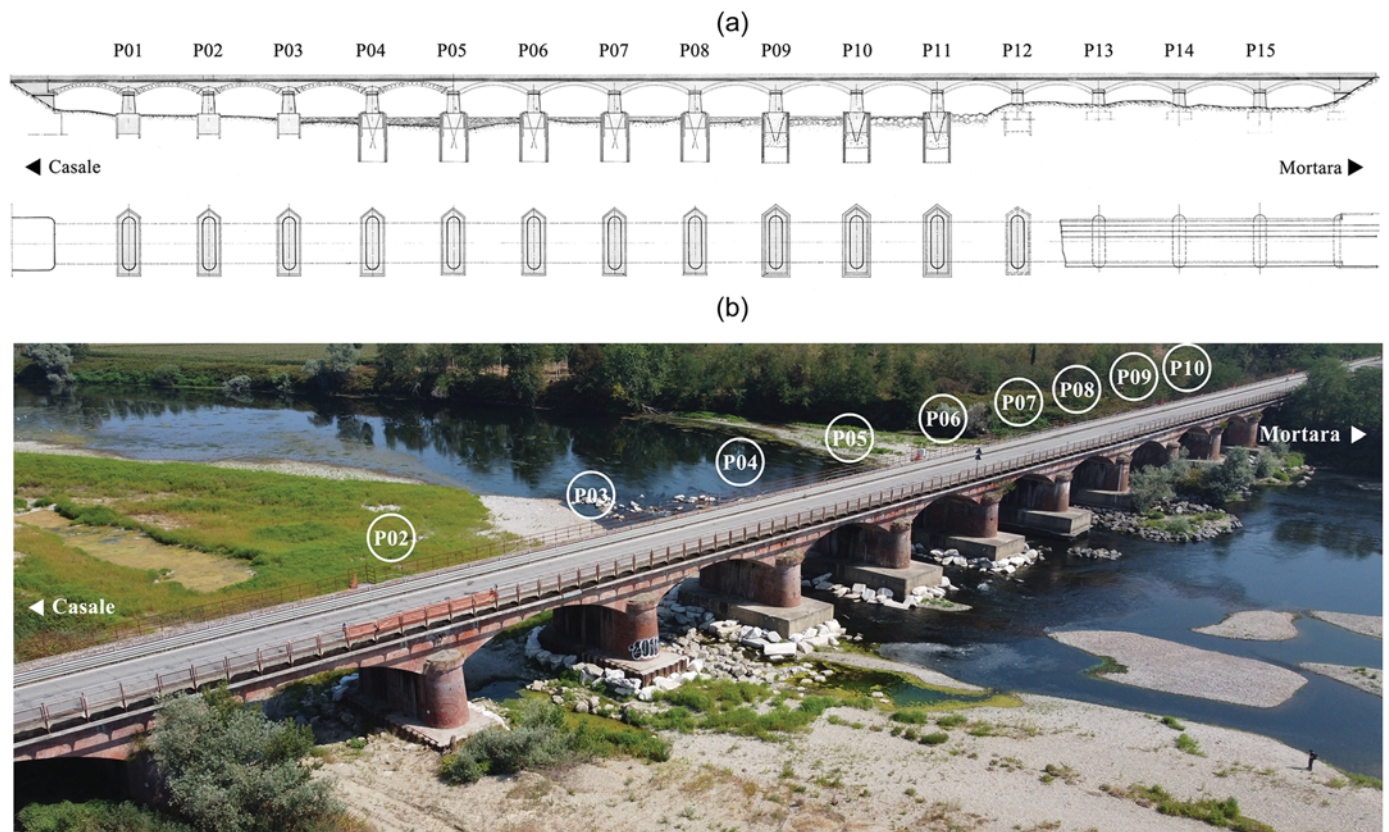 (a)
P01 P02 P03 P04 P05 P06 P07 P08 P09 P10 P11 P12 P13 P14 P15
◀ Casale Mortara ▶
(b)
P10
P09
P08
P07
P06
P05
Mortara ▶
P04
P03
P02
◀ Casale